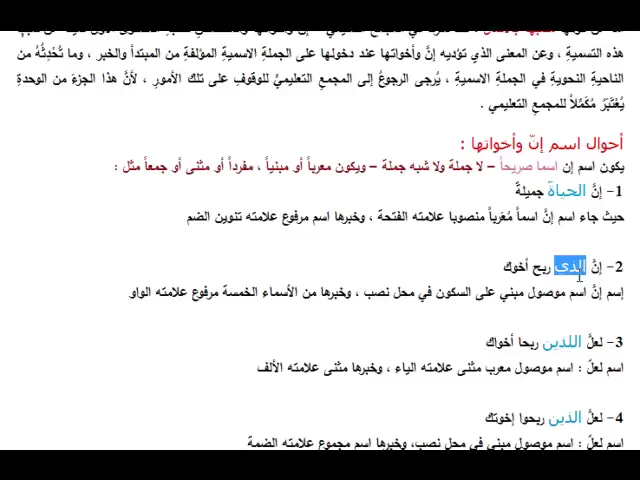 هذه التسميةِ ، وعن المعنى الذي تؤديه إنَّ وأخواتها عند دخولها على الجملة الاسمية المؤلفةِ من المبتدأ والخبر ، وما تُحْدِثُهُ من
الناحيةِ النحويةِ في الجملة الاسميةِ ، يُرجى الرجوعُ إلى المجمع التعليميِّ للوقوفِ على تلك الأمورِ ، لأنَّ هذا الجزءَ من الوحدةِ
يُعْتَبَرُ مُكَمِّلاً للمجمع التعليمي .
أحوال اسم إنّ وأخواتها :
يكون اسم إن اسما صريحاً – لا جملة ولا شبه جملة – ويكون معرباً أو مبنياً ، مفرداً أو مثنى أو جمعاً مثل :
1- إنَّ الحياةَ جميلةٌ
حيث جاء اسم إنَّ اسماً مُعَرباً منصوبا علامته الفتحة ، وخبرها اسم مرفوع علامته تنوين الضم
2- إنَّ الذي ربح أخوك
إسم إنَّ اسم موصول مبني على السكون في محل نصب ، وخبرها من الأسماء الخمسة مرفوع علامته الواو
3- لعلَّ اللذين ربحا أخواك
اسم لعلّ : اسم موصول معرب مثنى علامته الياء ، وخبرها مثنى علامته الألف
4- لعلَّ الذين ربحوا إخوتك
اسم لعلّ : اسم موصول مبني في محل نصب، وخبرها اسم مجموع علامته الضمة